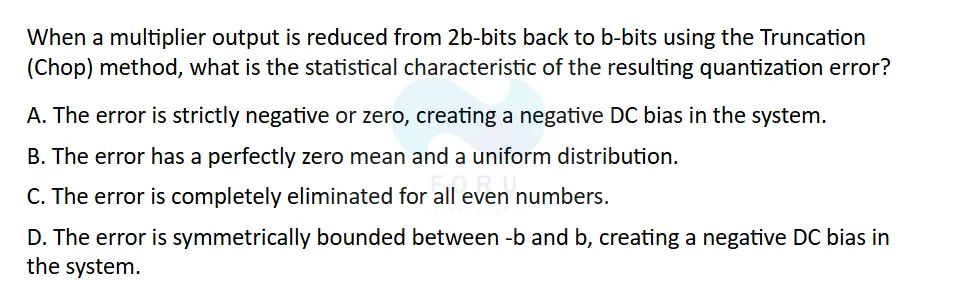 When a multiplier output is reduced from 2b-bits back to b-bits using the Truncation
(Chop) method, what is the statistical characteristic of the resulting quantization error?
A. The error is strictly negative or zero, creating a negative DC bias in the system.
B. The error has a perfectly zero mean and a uniform distribution.
FORU
C. The error is completely eliminated for all even numbers.
D. The error is symmetrically bounded between -b and b, creating a negative DC bias in
the system.